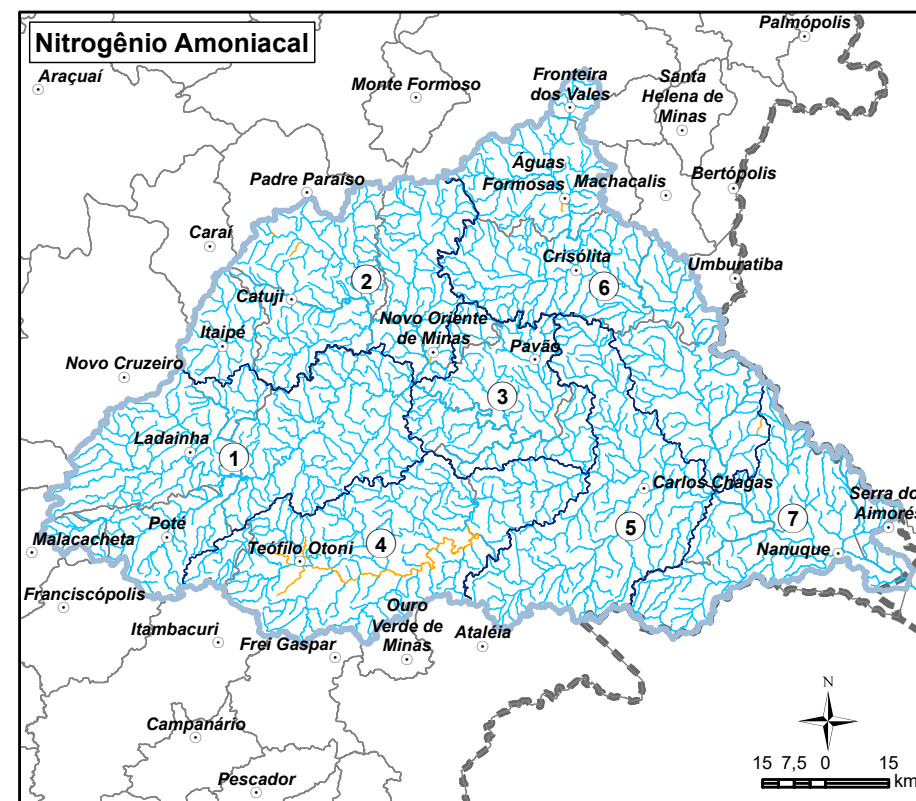 Nitrogênio Amoniacal
Palmópolis
Araçuaí
Monte Formoso
Fronteira
dos Vales
Santa
Helena de
Minas
Águas
Formosas
Machacalis
Bertópolis
Padre Paraíso
Caraí
Crisólita
Umburatiba
2
6
Catuji
Itaipé
Novo Oriente
de Minas
Pavão
Novo Cruzeiro
3
Ladainha
1
Carlos Chagas
Serra do
Aimorés
Poté
4
5
7
Malacacheta
Teófilo Otoni
Nanuque
Franciscópolis
Itambacuri
Ouro
Verde de
Minas
Ataléia
Frei Gaspar
Campanário
Pescador
N
15 7,5 0 15
km